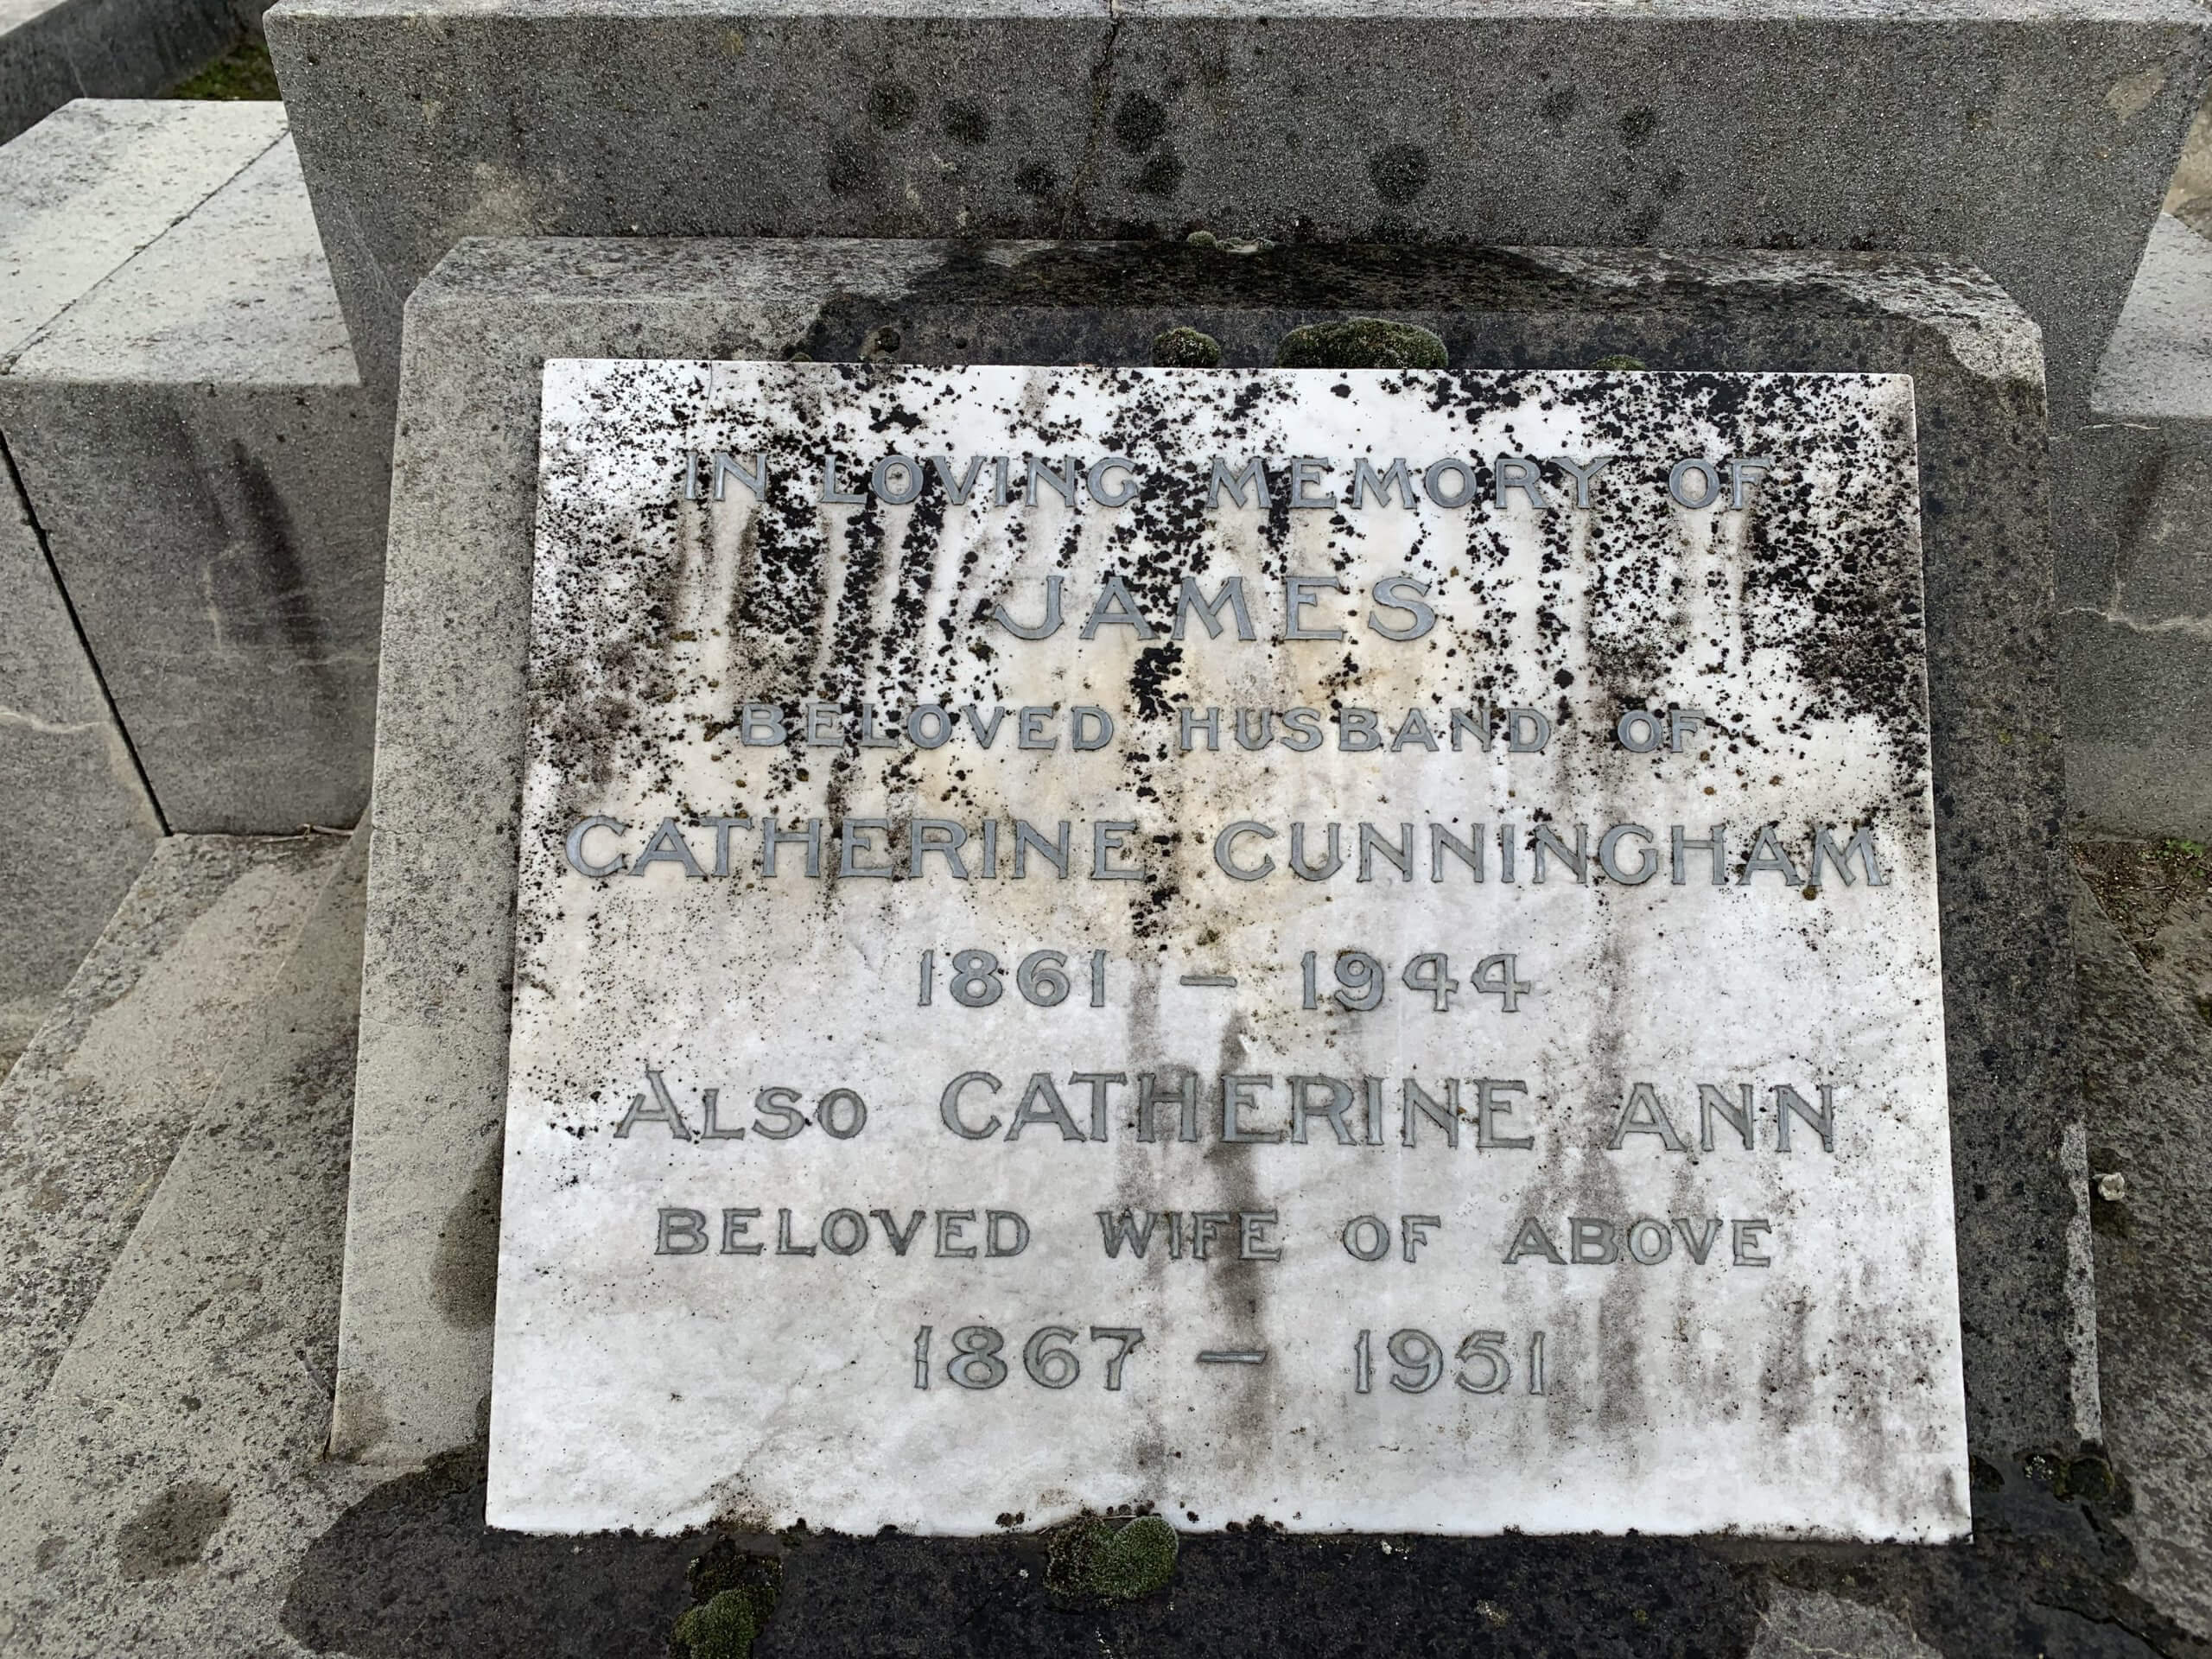 IN LOVING MEMORY OF
JAMES
BELOVED HUSBAND OF
CATHERINE CUNNINGHAM
1861 – 1944
ALSO CATHERINE ANN
BELOVED WIFE OF ABOVE
1867 – 1951